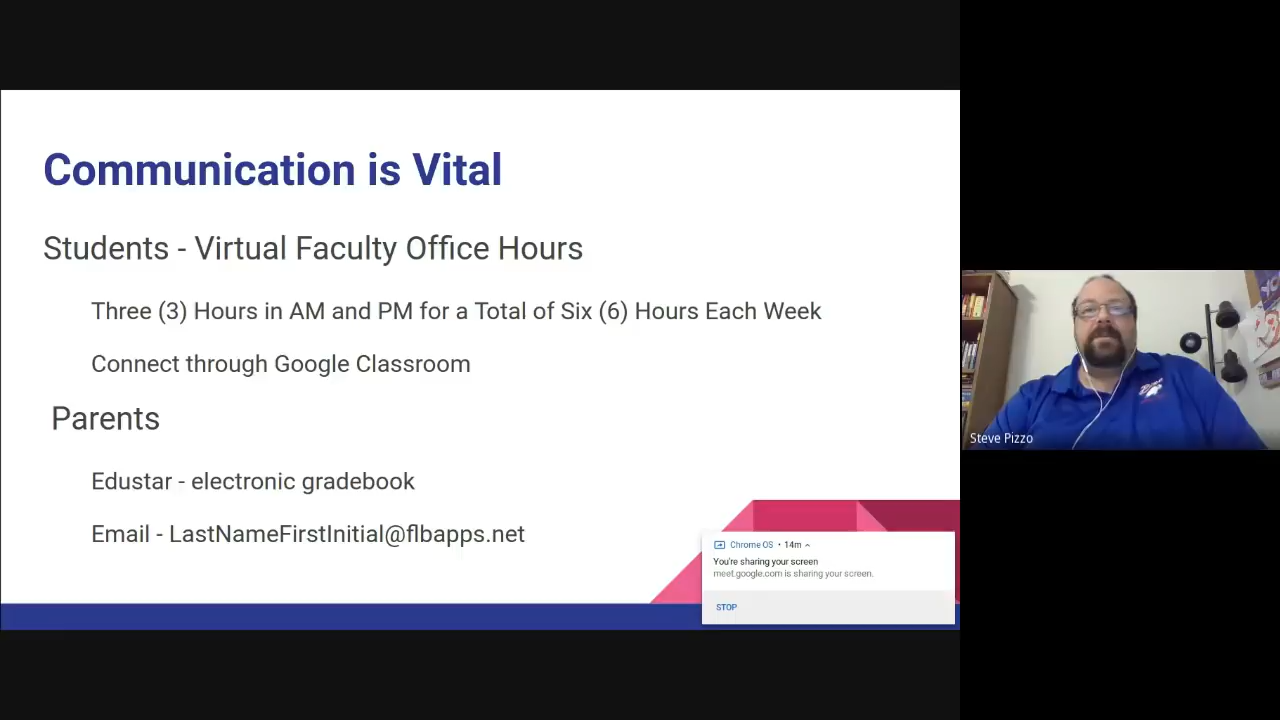 Communication is Vital
Students - Virtual Faculty Office Hours
Three (3) Hours in AM and PM for a Total of Six (6) Hours Each Week
Connect through Google Classroom
Parents
Edustar - electronic gradebook
Email - LastNameFirstInitial@flbapps.net
Chrome OS • 14m
You're sharing your screen
meet.google.com is sharing your screen.
STOP
Steve Pizzo